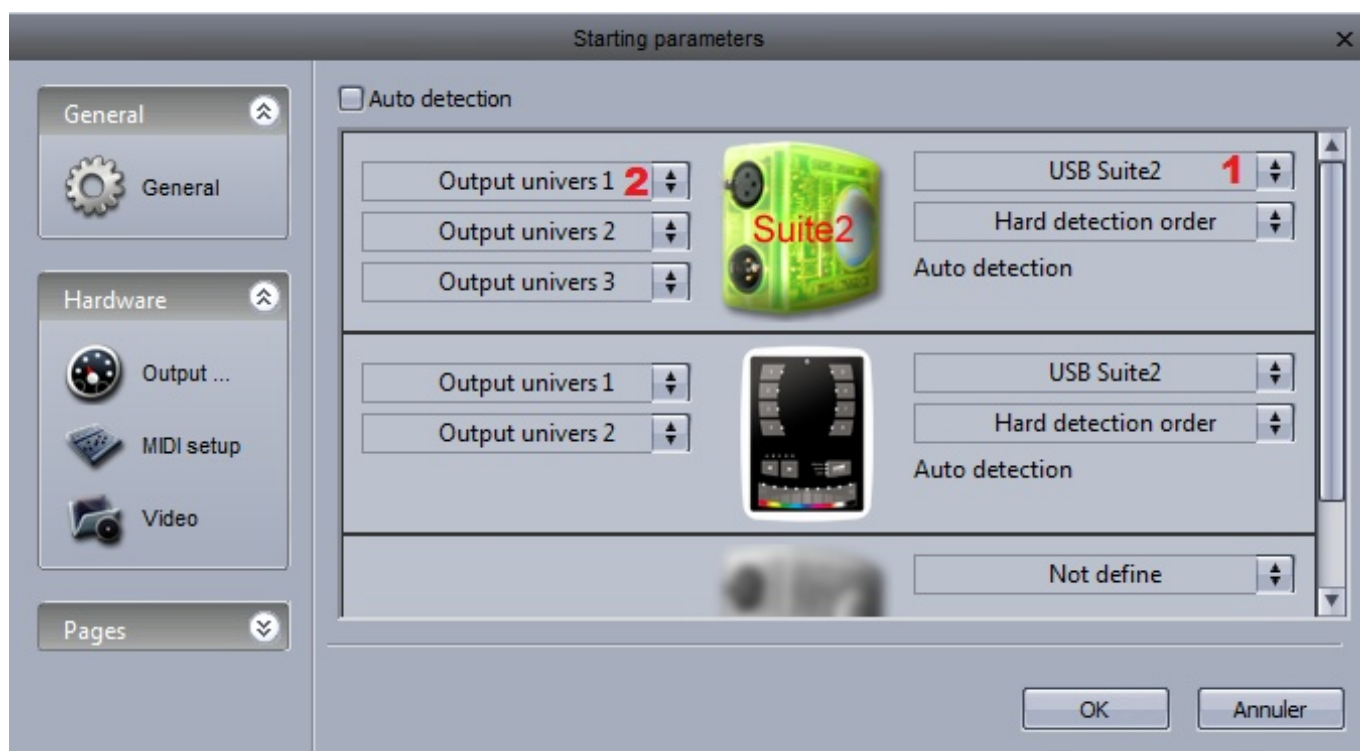 Starting parameters
General
General
Hardware
Output ...
MIDI setup
Video
Pages
Auto detection
Output univers 1 2
Output univers 2
Output univers 3
Suite2
USB Suite2 1
Hard detection order
Auto detection
Output univers 1
Output univers 2
USB Suite2
Hard detection order
Auto detection
Not define
OK
Annuler